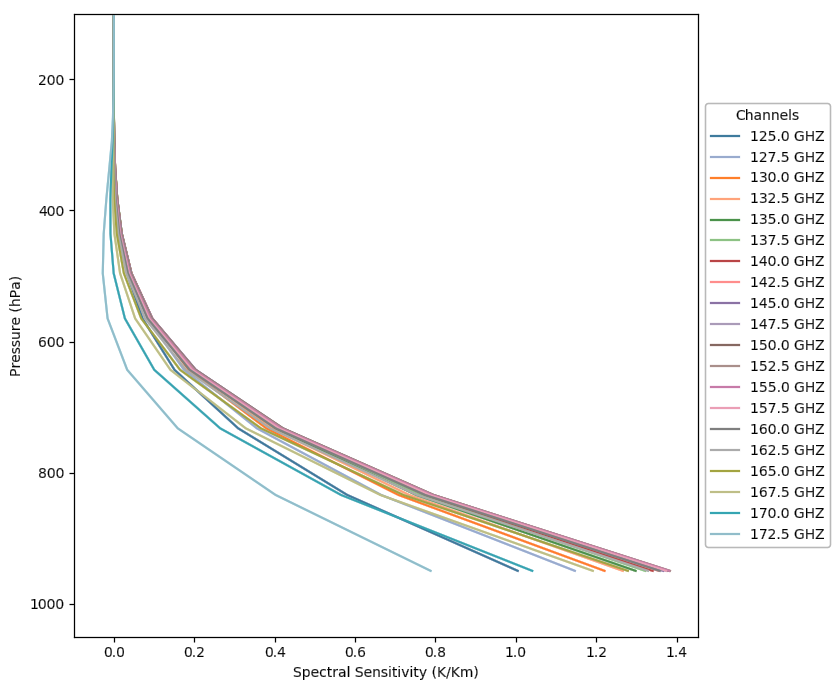 200
400
600
800
1000
Pressure (hPa)
0.0 0.2 0.4 0.6 0.8 1.0 1.2 1.4
Spectral Sensitivity (K/Km)
Channels
125.0 GHZ
127.5 GHZ
130.0 GHZ
132.5 GHZ
135.0 GHZ
137.5 GHZ
140.0 GHZ
142.5 GHZ
145.0 GHZ
147.5 GHZ
150.0 GHZ
152.5 GHZ
155.0 GHZ
157.5 GHZ
160.0 GHZ
162.5 GHZ
165.0 GHZ
167.5 GHZ
170.0 GHZ
172.5 GHZ